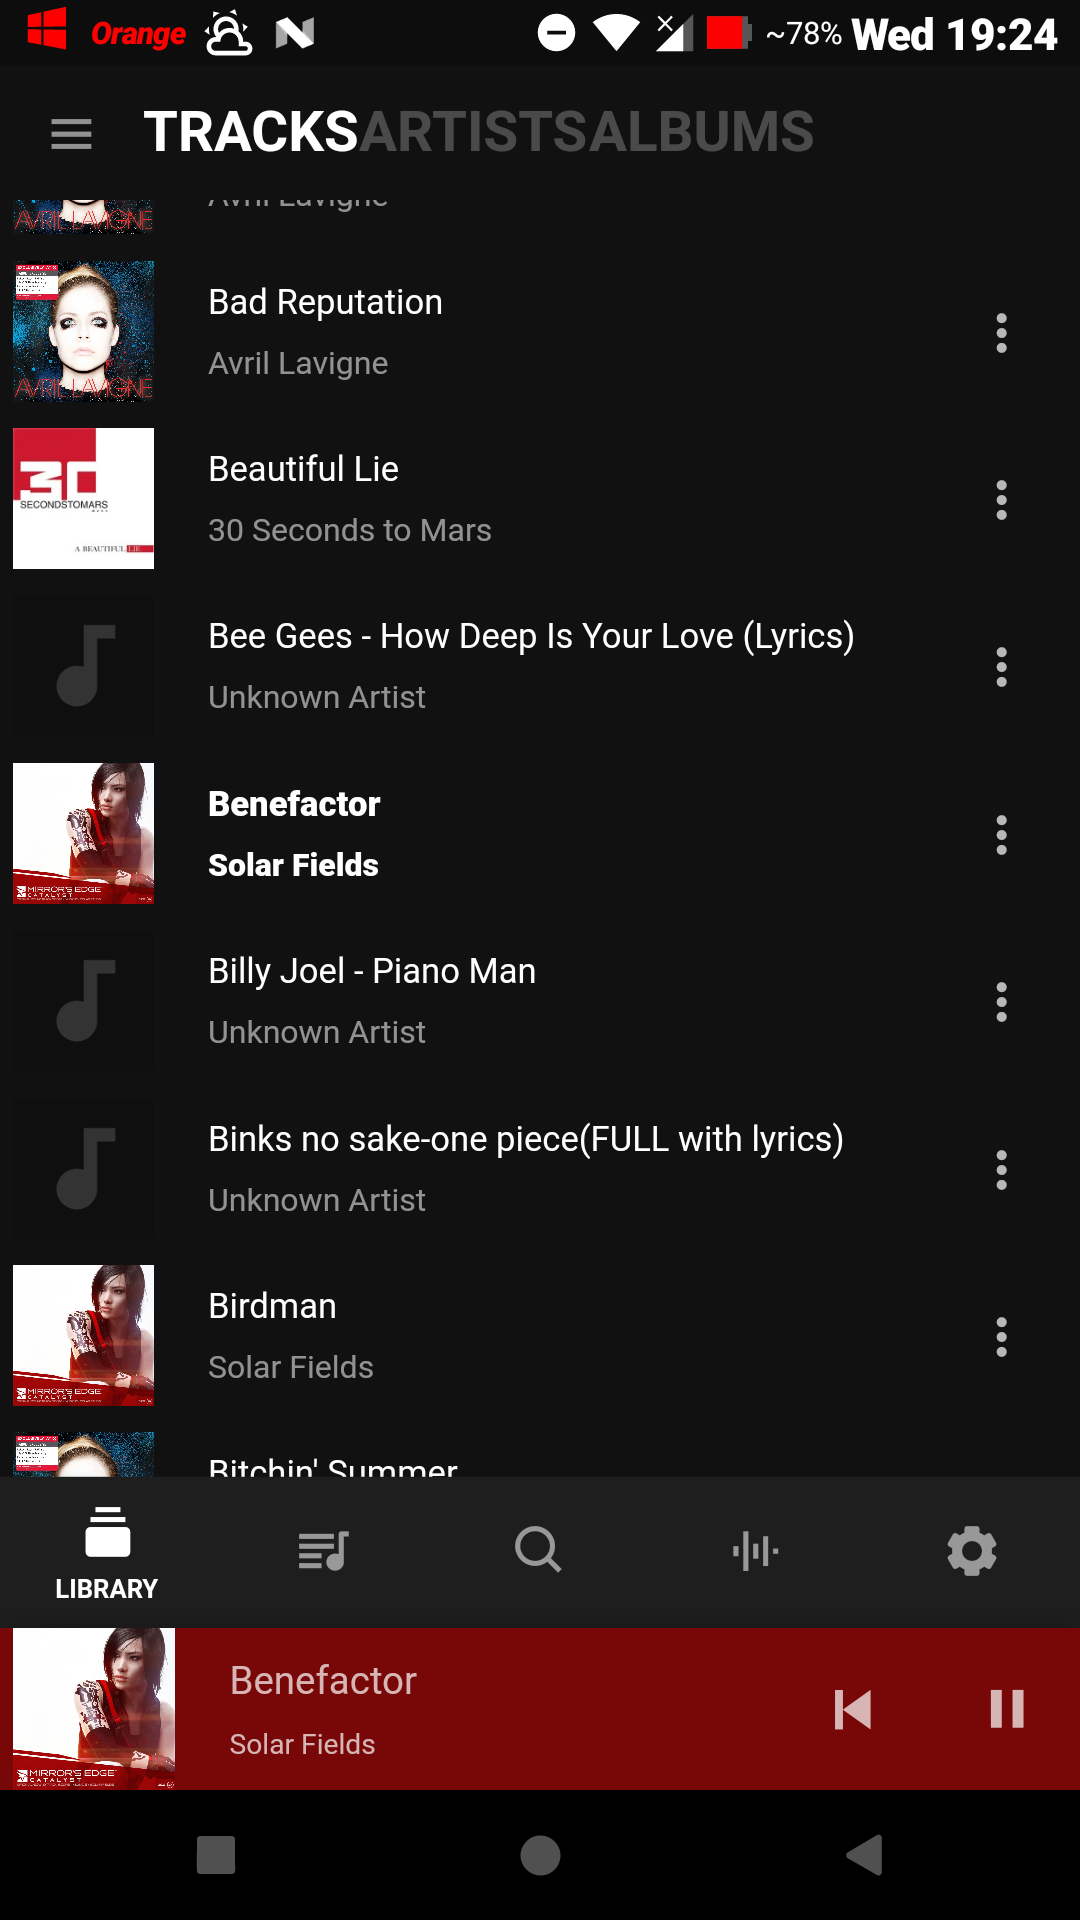 Orange ~78% Wed 19:24
TRACKS ARTISTS ALBUMS
Avril Lavigne
AVRIL LAVIGNE
Bad Reputation
Avril Lavigne
AVRIL LAVIGNE
Beautiful Lie
30 Seconds to Mars
30
SECONDSTOMARS
A BEAUTIFUL LIE
Bee Gees - How Deep Is Your Love (Lyrics)
Unknown Artist
Benefactor
Solar Fields
MIRROR'S EDGE
CATALYST
Billy Joel - Piano Man
Unknown Artist
Binks no sake-one piece(FULL with lyrics)
Unknown Artist
Birdman
Solar Fields
MIRROR'S EDGE
CATALYST
Bitchin' Summer
LIBRARY
Benefactor
Solar Fields
MIRROR'S EDGE
CATALYST